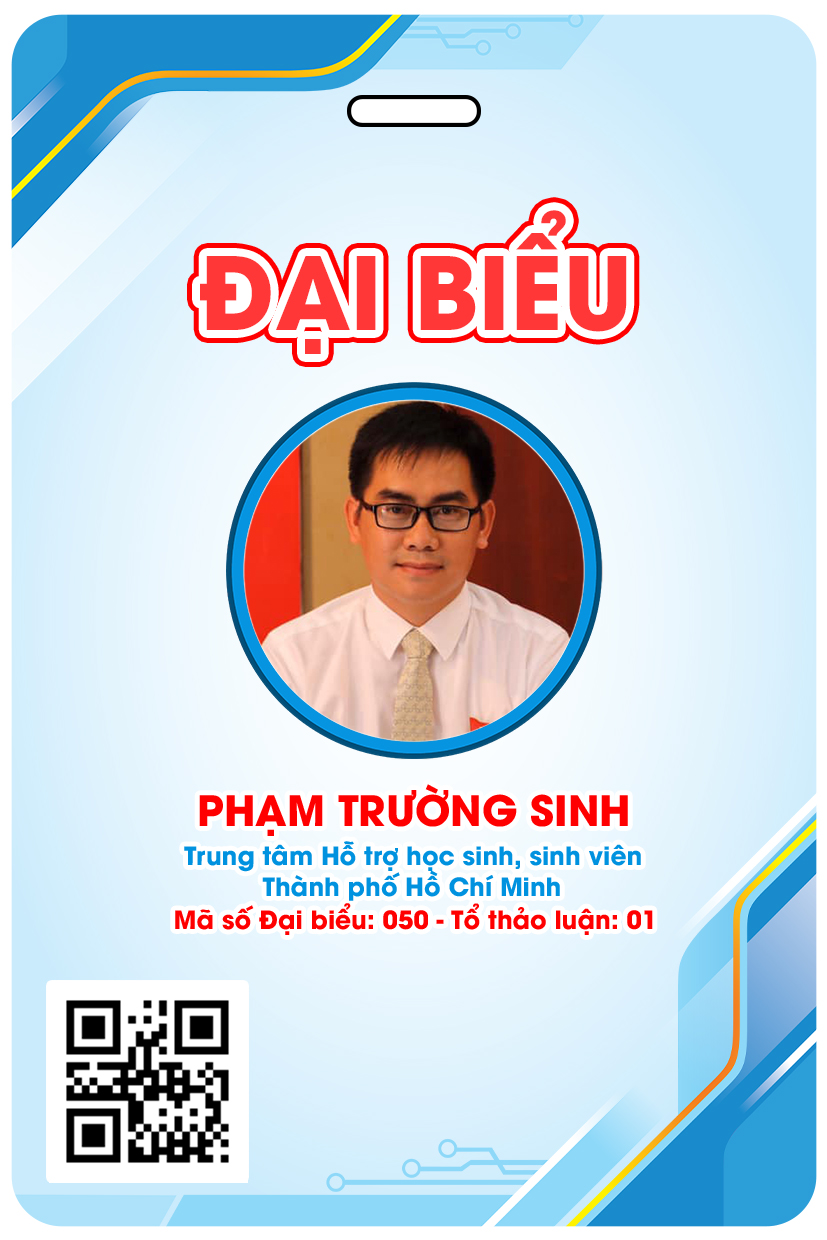 ĐẠI BIỂU
PHẠM TRƯỜNG SINH
Trung tâm Hỗ trợ học sinh, sinh viên
Thành phố Hồ Chí Minh
Mã số Đại biểu: 050 - Tổ thảo luận: 01